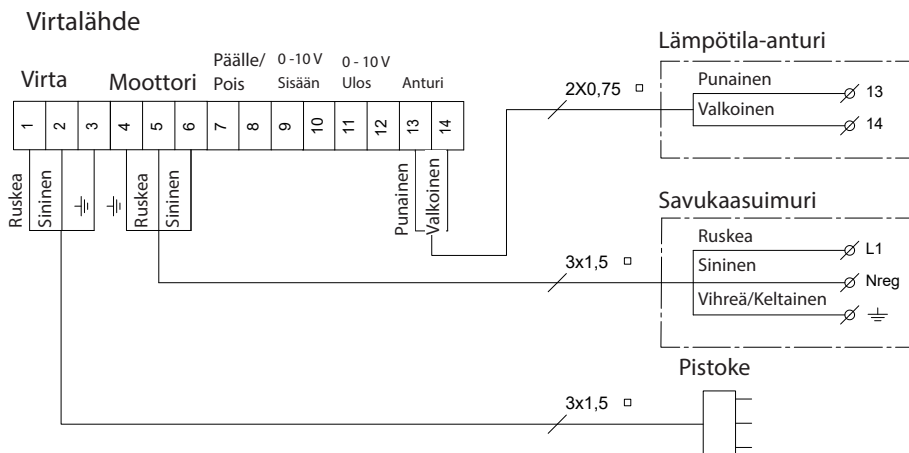 Virtalähde
Virta
Moottori
Päälle/
Pois
0 -10 V
Sisään
0 - 10 V
Ulos
Anturi
1 2 3 4 5 6 7 8 9 10 11 12 13 14
Ruskea
Sininen
Ruskea
Sininen
Punainen
Valkoinen
2X0,75
Lämpötila-anturi
Punainen
13
Valkoinen
14
3x1,5
Savukaasuimuri
Ruskea
L1
Sininen
Nreg
Vihreä/Keltainen
Pistoke
3x1,5